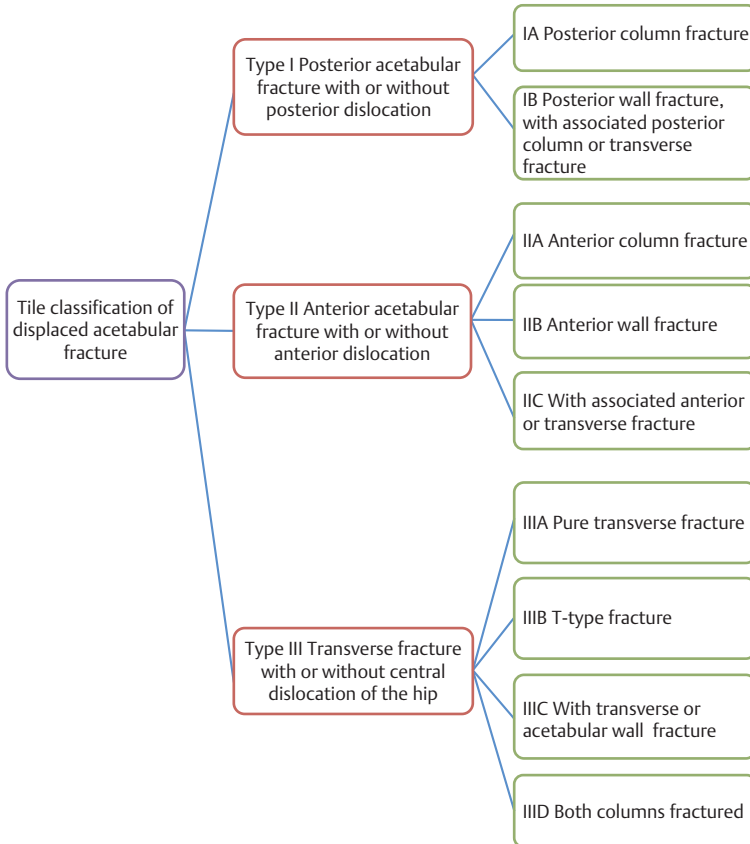 Tile classification of
displaced acetabular
fracture
Type I Posterior acetabular
fracture with or without
posterior dislocation
IA Posterior column fracture
IB Posterior wall fracture,
with associated posterior
column or transverse
fracture
Type II Anterior acetabular
fracture with or without
anterior dislocation
IIA Anterior column fracture
IIB Anterior wall fracture
IIC With associated anterior
or transverse fracture
Type III Transverse fracture
with or without central
dislocation of the hip
IIIA Pure transverse fracture
IIIB T-type fracture
IIIC With transverse or
acetabular wall fracture
IIID Both columns fractured